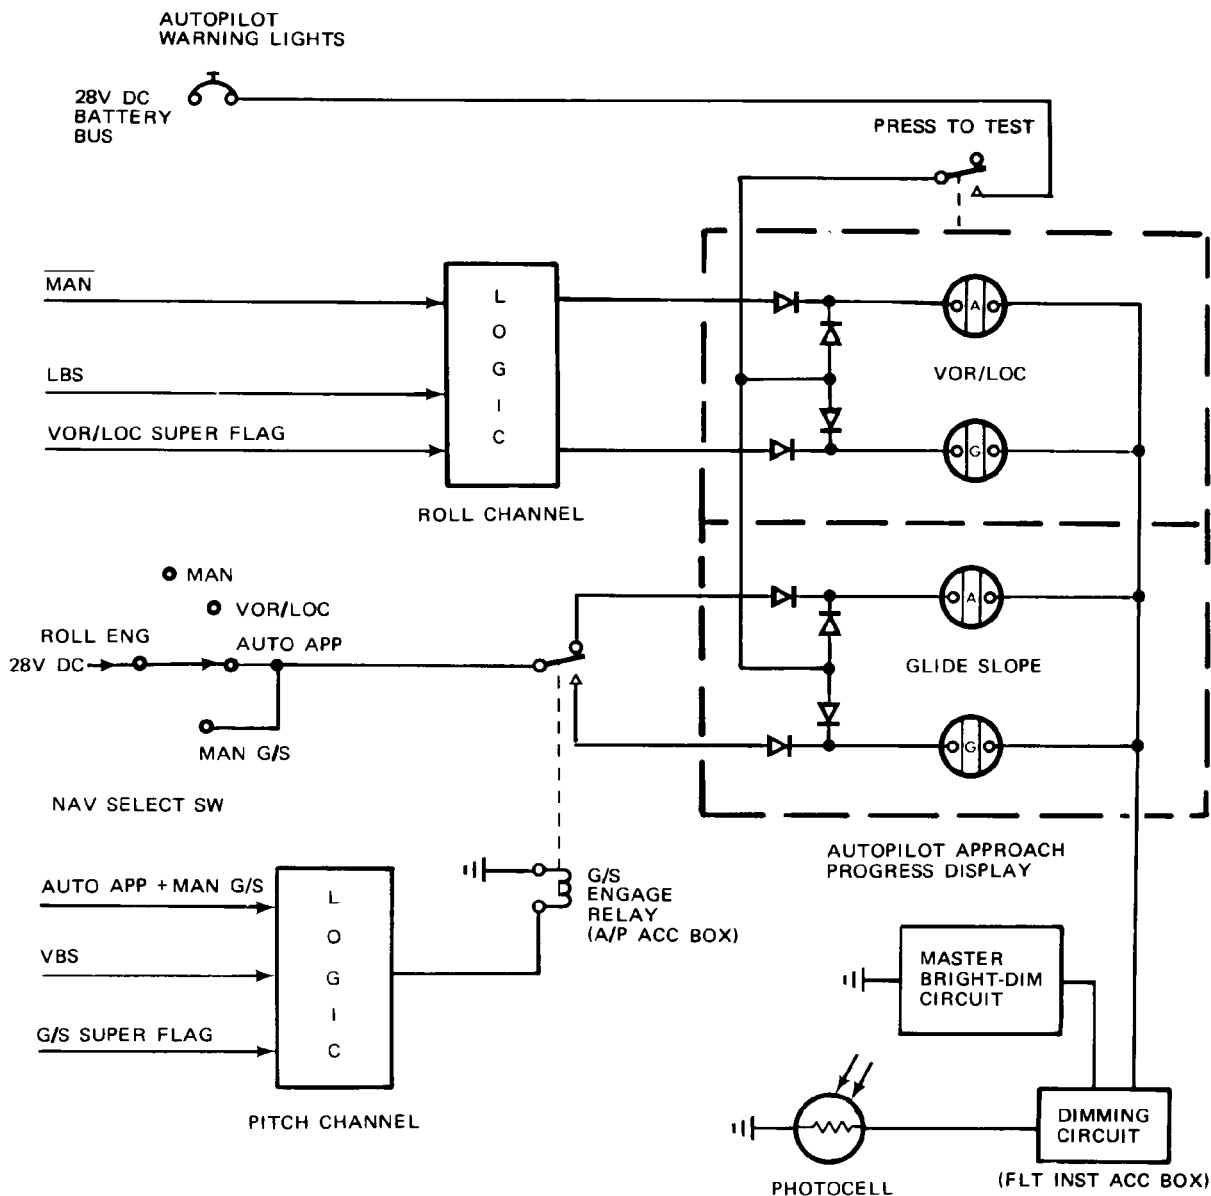 AUTOPILOT
WARNING LIGHTS
28V DC
BATTERY
BUS
PRESS TO TEST
MAN
LBS
VOR/LOC SUPER FLAG
L
O
G
I
C
ROLL CHANNEL
A
VOR/LOC
G
MAN
VOR/LOC
ROLL ENG
28V DC
AUTO APP
MAN G/S
NAV SELECT SW
A
GLIDE SLOPE
G
AUTOPILOT APPROACH
PROGRESS DISPLAY
AUTO APP + MAN G/S
VBS
G/S SUPER FLAG
L
O
G
I
C
PITCH CHANNEL
G/S
ENGAGE
RELAY
(A/P ACC BOX)
MASTER
BRIGHT-DIM
CIRCUIT
DIMMING
CIRCUIT
(FLT INST ACC BOX)
PHOTOCELL